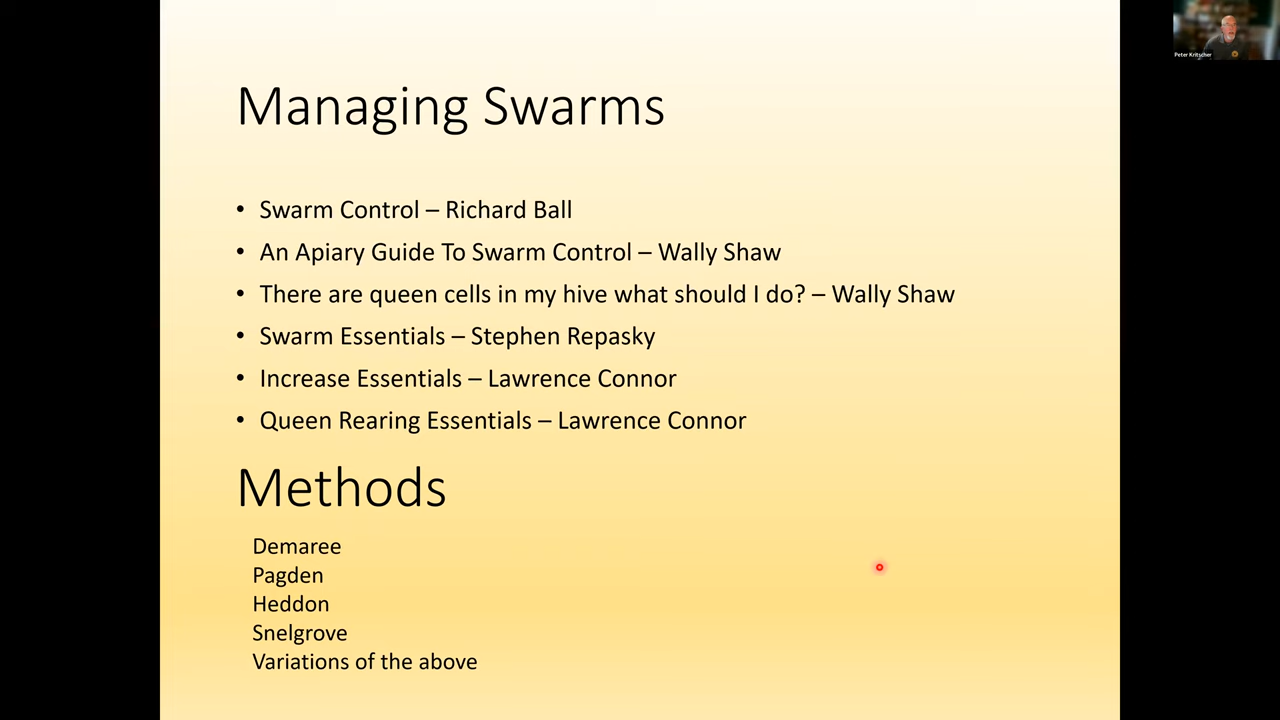 Peter Kritscher
Managing Swarms
• Swarm Control – Richard Ball
• An Apiary Guide To Swarm Control – Wally Shaw
• There are queen cells in my hive what should I do? – Wally Shaw
• Swarm Essentials – Stephen Repasky
• Increase Essentials – Lawrence Connor
• Queen Rearing Essentials – Lawrence Connor
Methods
Demaree
Pagden
Heddon
Snelgrove
Variations of the above